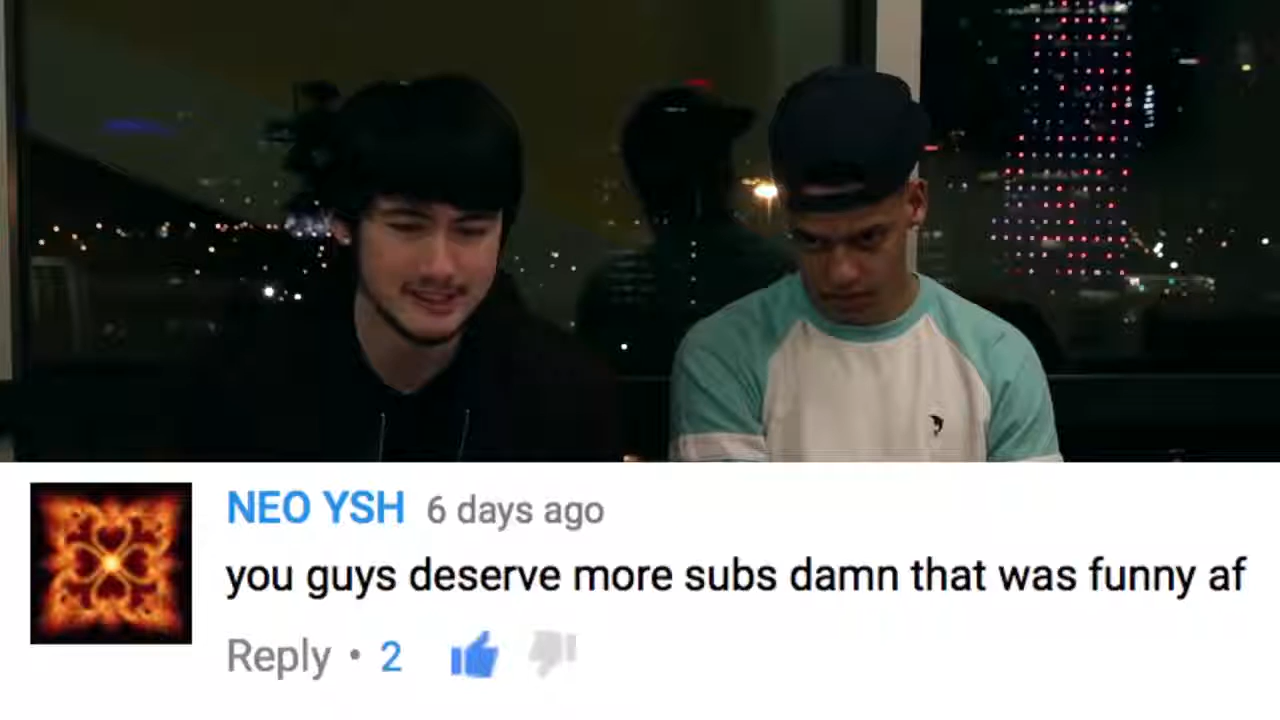 NEO YSH 6 days ago
you guys deserve more subs damn that was funny af
Reply • 2